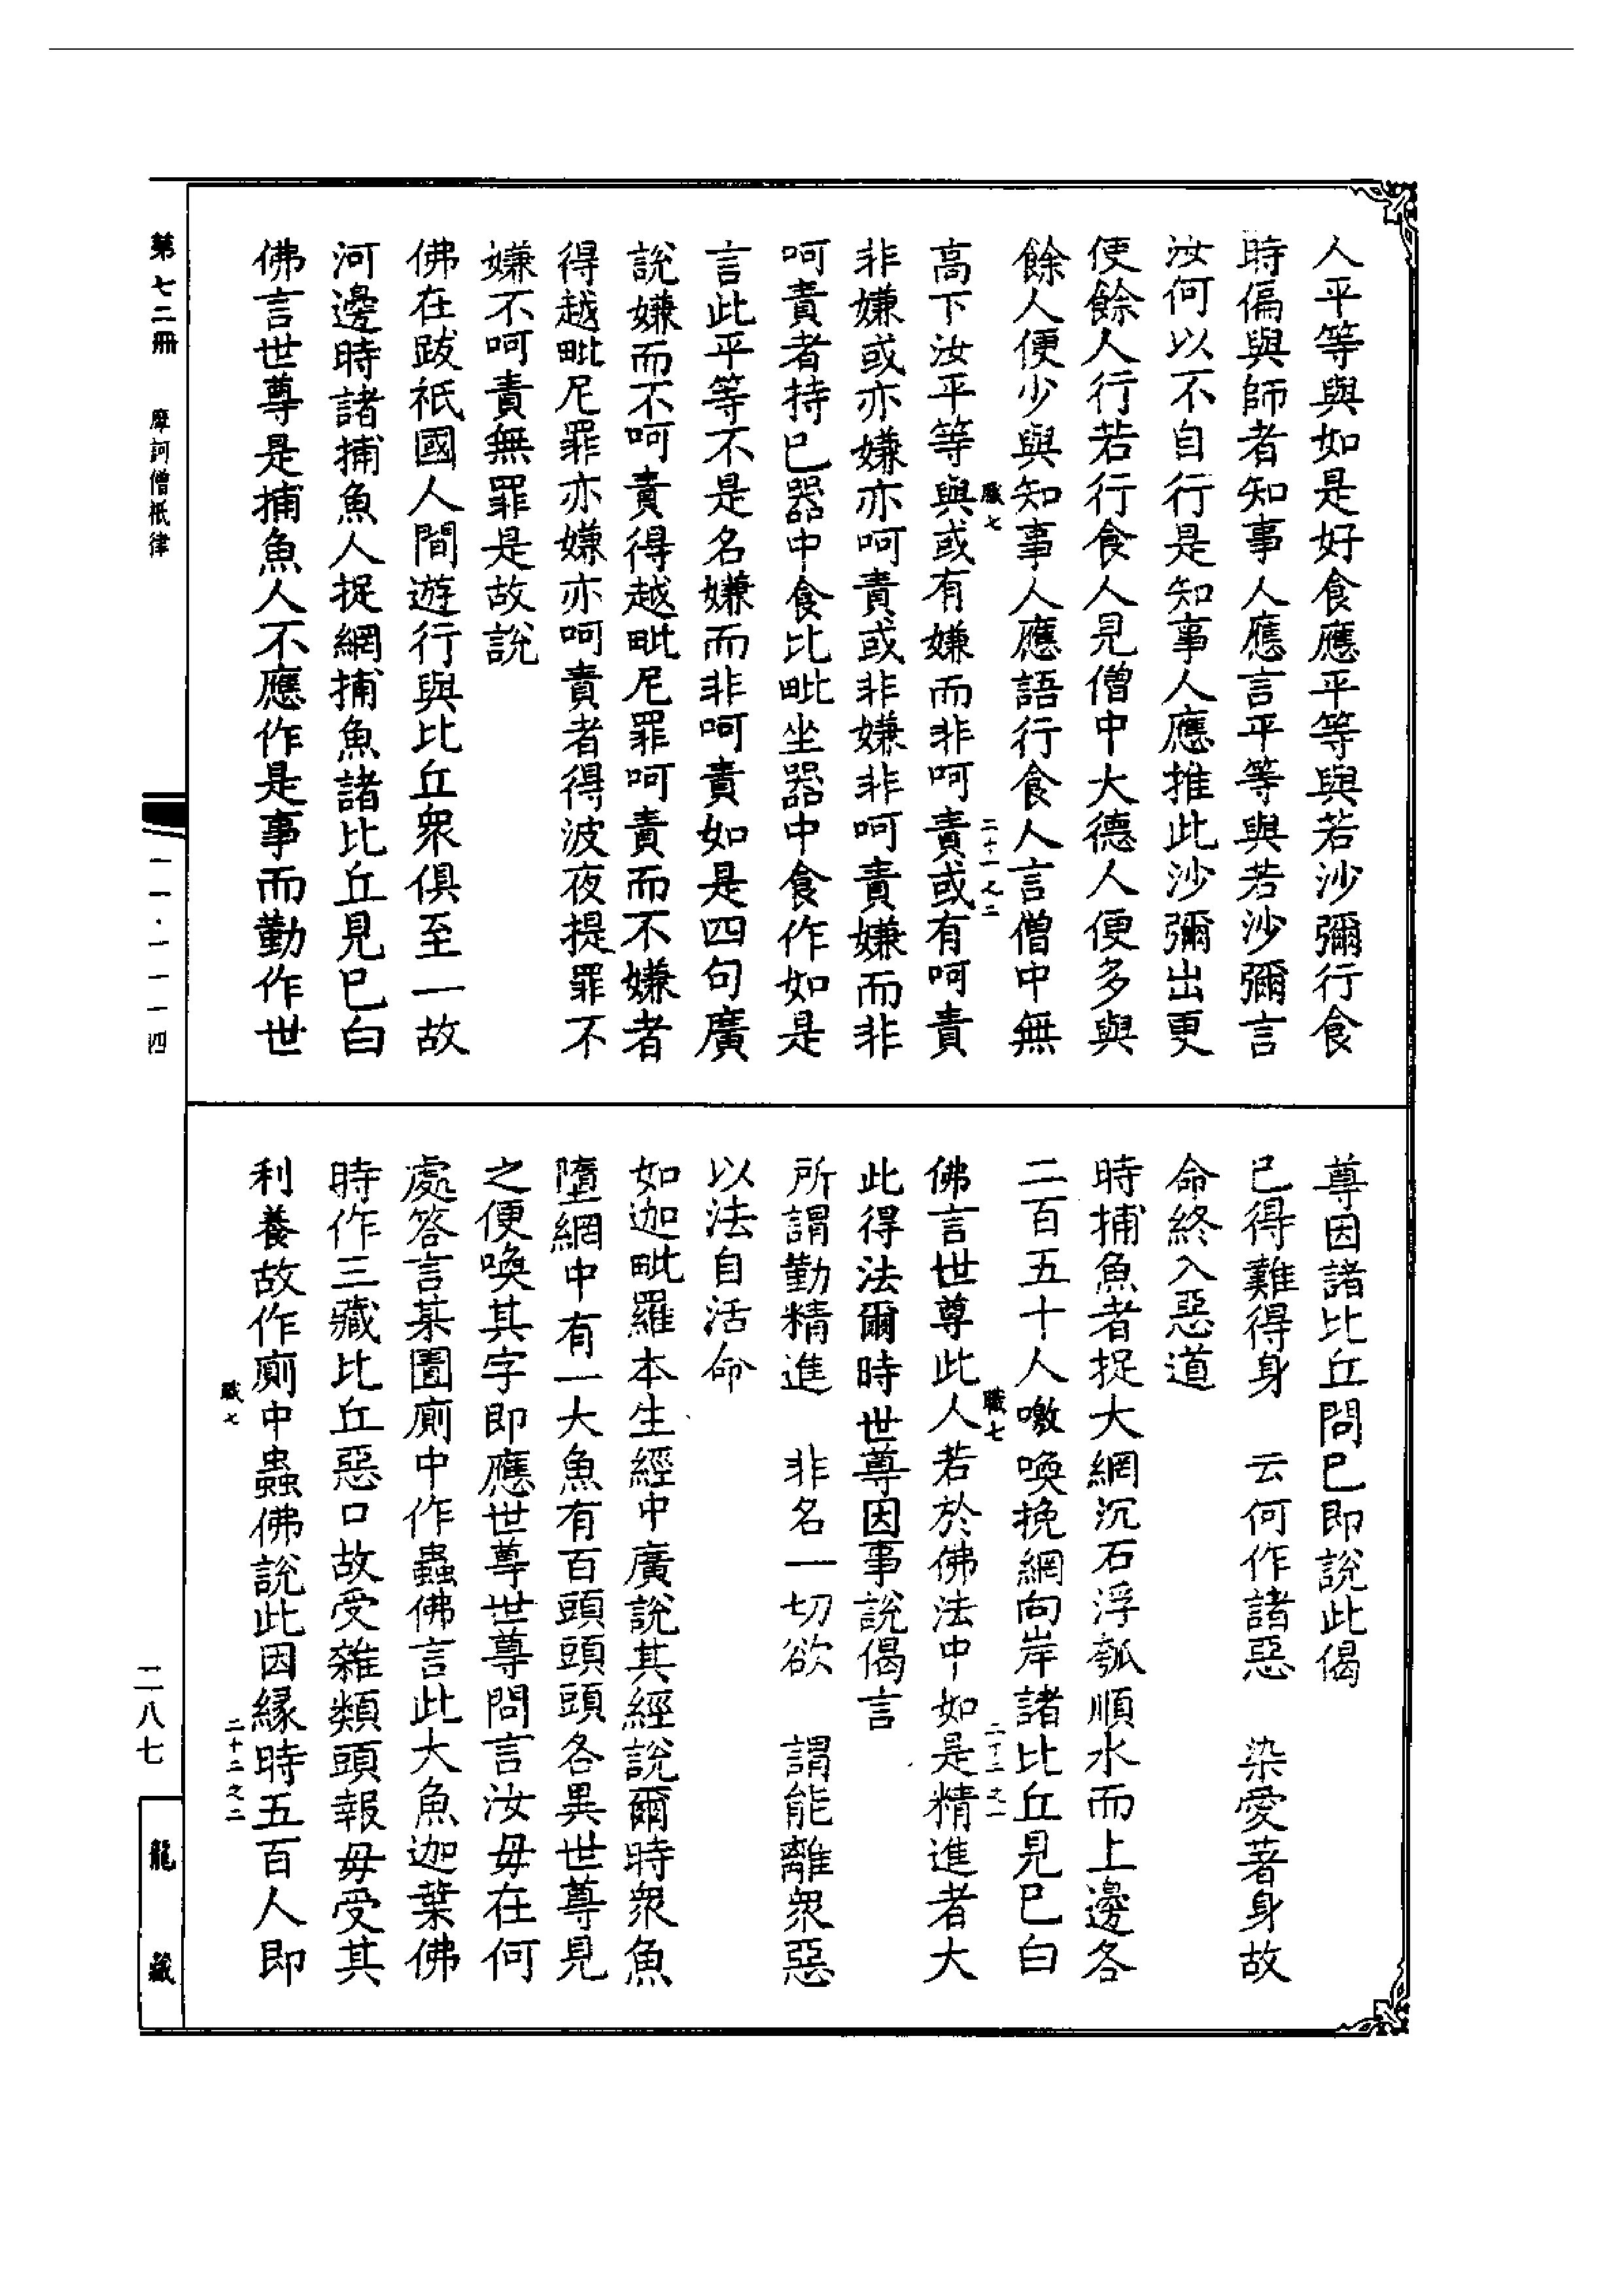 人平等與如是好食應平等與若沙彌行食
時偏與師者知事人應言平等與若沙彌言
汝何以不自行是知事人應推此沙彌出更
便餘人行若行食人見僧中大德人便多與
餘人便少與知事人應語行食人言僧中無
職七
二十一之二
高下汝平等與或有嫌而非呵責或有呵責
非嫌或亦嫌亦呵責或非嫌非呵責嫌而非
呵責者持已器中食比毗坐器中食作如是
言此平等不是名嫌而非呵責如是四句廣
說嫌而不呵責得越毗尼罪呵責而不嫌者
得越毗尼罪亦嫌亦呵責者得波夜提罪不
嫌不呵責無罪是故說
佛在跋祇國人間遊行與比丘眾俱至一故
河邊時諸捕魚人捉網捕魚諸比丘見已白
佛言世尊是捕魚人不應作是事而勤作世
尊因諸比丘問已即說此偈
已得難得身　云何作諸惡　染愛著身故
命終入惡道
時捕魚者捉大網沉石浮瓠順水而上邊各
二百五十人噭喚挽網向岸諸比丘見已白
職七
二十二之一
佛言世尊此人若於佛法中如是精進者大
此得法爾時世尊因事說偈言
所謂勤精進　非名一切欲　謂能離眾惡
以法自活命
如迦毗羅本生經中廣說其經說爾時眾魚
墮網中有一大魚有百頭頭頭各異世尊見
之便喚其字即應世尊世尊問言汝毋在何
處答言某圊廁中作蟲佛言此大魚迦葉佛
時作三藏比丘惡口故受雜類頭報毋受其
利養故作廁中蟲佛說此因緣時五百人即
職七
二十二之二
第七二冊　摩訶僧祇律
一一·一一一四
二八七
龍藏